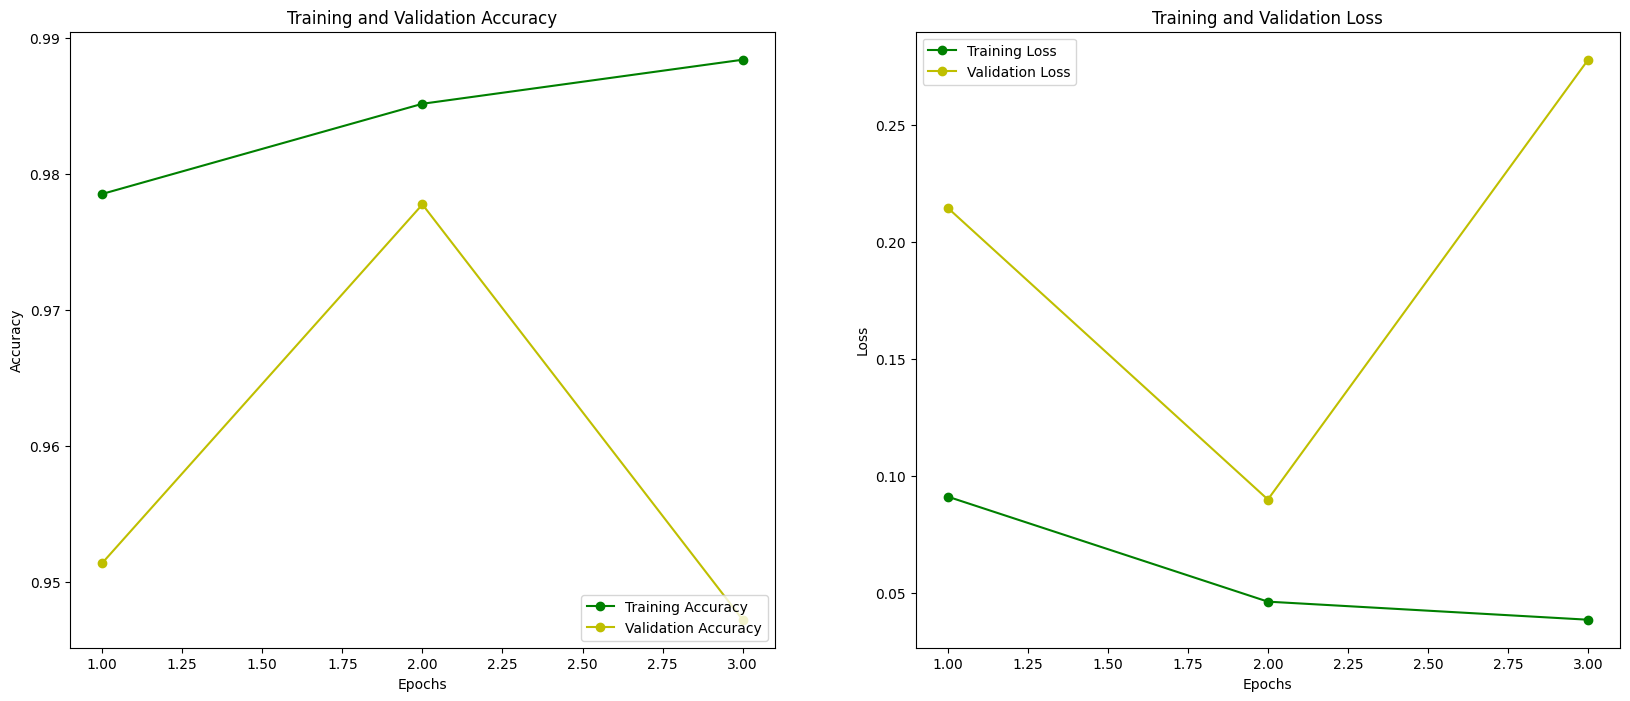 Training and Validation Accuracy
0.99
0.98
0.97
0.96
0.95
Accuracy
Training Accuracy
Validation Accuracy
1.00 1.25 1.50 1.75 2.00 2.25 2.50 2.75 3.00
Epochs
Training and Validation Loss
Training Loss
Validation Loss
0.25
0.20
0.15
0.10
0.05
Loss
1.00 1.25 1.50 1.75 2.00 2.25 2.50 2.75 3.00
Epochs